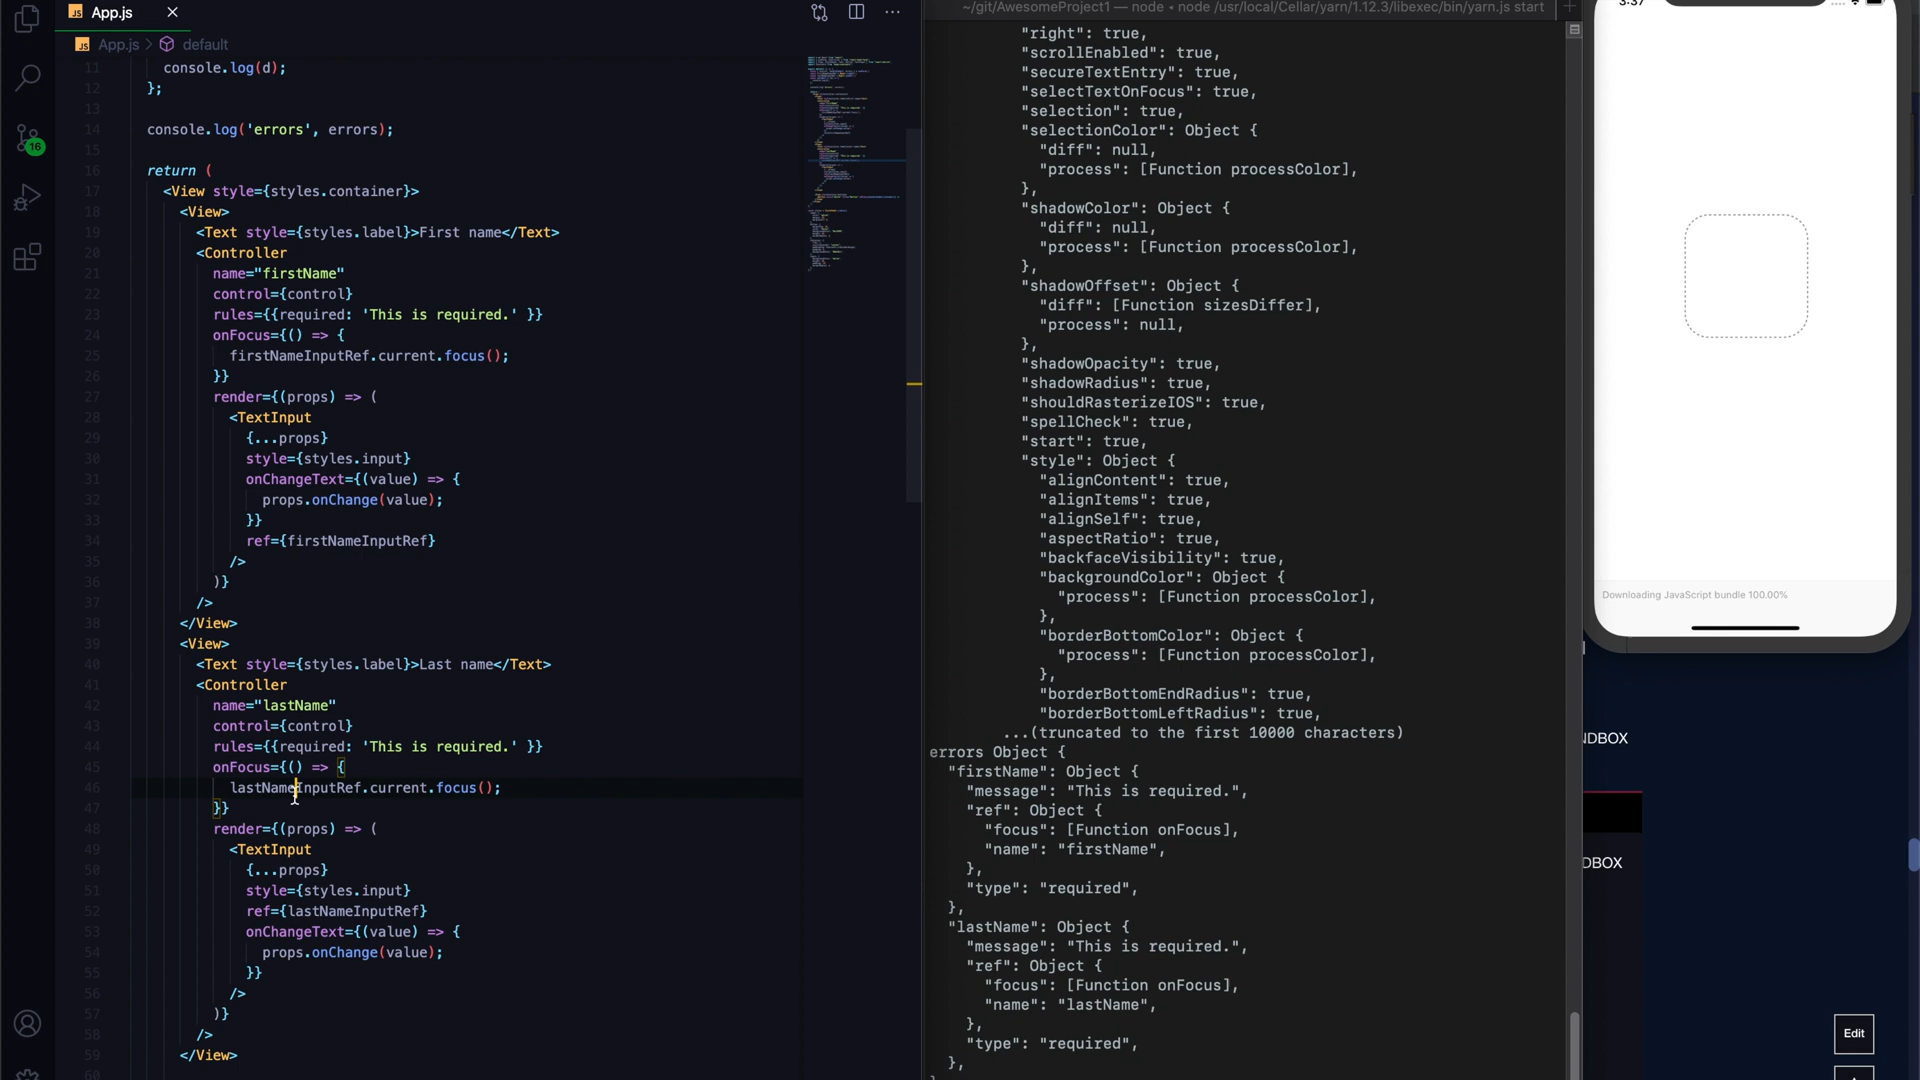 App.js
App.js > default
11 console.log(d);
12 };
13
14 console.log('errors', errors);
15
16 return (
17 <View style={styles.container}>
18 <View>
19 <Text style={styles.label}>First name</Text>
20 <Controller
21 name="firstName"
22 control={control}
23 rules={{required: 'This is required.' }}
24 onFocus={() => {
25 firstNameInputRef.current.focus();
26 }}
27 render={(props) => (
28 <TextInput
29 {...props}
30 style={styles.input}
31 onChangeText={(value) => {
32 props.onChange(value);
33 }}
34 ref={firstNameInputRef}
35 />
36 )}
37 />
38 </View>
39 <View>
40 <Text style={styles.label}>Last name</Text>
41 <Controller
42 name="lastName"
43 control={control}
44 rules={{required: 'This is required.' }}
45 onFocus={() => {
46 lastNameInputRef.current.focus();
47 }}
48 render={(props) => (
49 <TextInput
50 {...props}
51 style={styles.input}
52 ref={lastNameInputRef}
53 onChangeText={(value) => {
54 props.onChange(value);
55 }}
56 />
57 )}
58 />
59 </View>
60
16
~/git/AwesomeProject1 — node • node /usr/local/Cellar/yarn/1.12.3/libexec/bin/yarn.js start
"right": true,
"scrollEnabled": true,
"secureTextEntry": true,
"selectTextOnFocus": true,
"selection": true,
"selectionColor": Object {
"diff": null,
"process": [Function processColor],
},
"shadowColor": Object {
"diff": null,
"process": [Function processColor],
},
"shadowOffset": Object {
"diff": [Function sizesDiffer],
"process": null,
},
"shadowOpacity": true,
"shadowRadius": true,
"shouldRasterizeIOS": true,
"spellCheck": true,
"start": true,
"style": Object {
"alignContent": true,
"alignItems": true,
"alignSelf": true,
"aspectRatio": true,
"backfaceVisibility": true,
"backgroundColor": Object {
"process": [Function processColor],
},
"borderBottomColor": Object {
"process": [Function processColor],
},
"borderBottomEndRadius": true,
"borderBottomLeftRadius": true,
...(truncated to the first 10000 characters)
errors Object {
"firstName": Object {
"message": "This is required.",
"ref": Object {
"focus": [Function onFocus],
"name": "firstName",
},
"type": "required",
},
"lastName": Object {
"message": "This is required.",
"ref": Object {
"focus": [Function onFocus],
"name": "lastName",
},
"type": "required",
},
3:37
Downloading JavaScript bundle 100.00%
NDBOX
DBOX
Edit